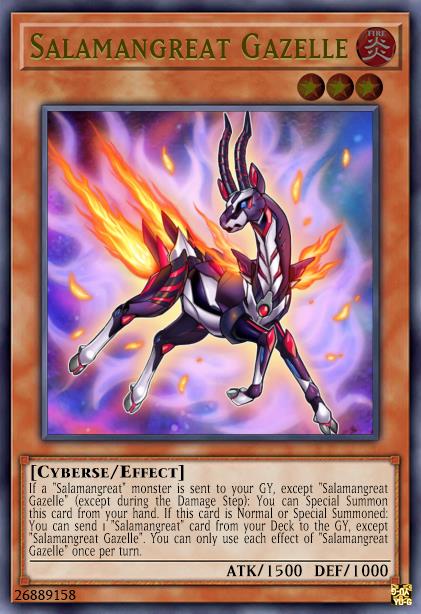 SALAMANGREAT GAZELLE
FIRE
炎
[CYBERSE/EFFECT]
If a "Salamangreat" monster is sent to your GY, except "Salamangreat
Gazelle" (except during the Damage Step): You can Special Summon
this card from your hand. If this card is Normal or Special Summoned:
You can send 1 "Salamangreat" card from your Deck to the GY, except
"Salamangreat Gazelle". You can only use each effect of "Salamangreat
Gazelle" once per turn.
ATK/1500 DEF/1000
26889158